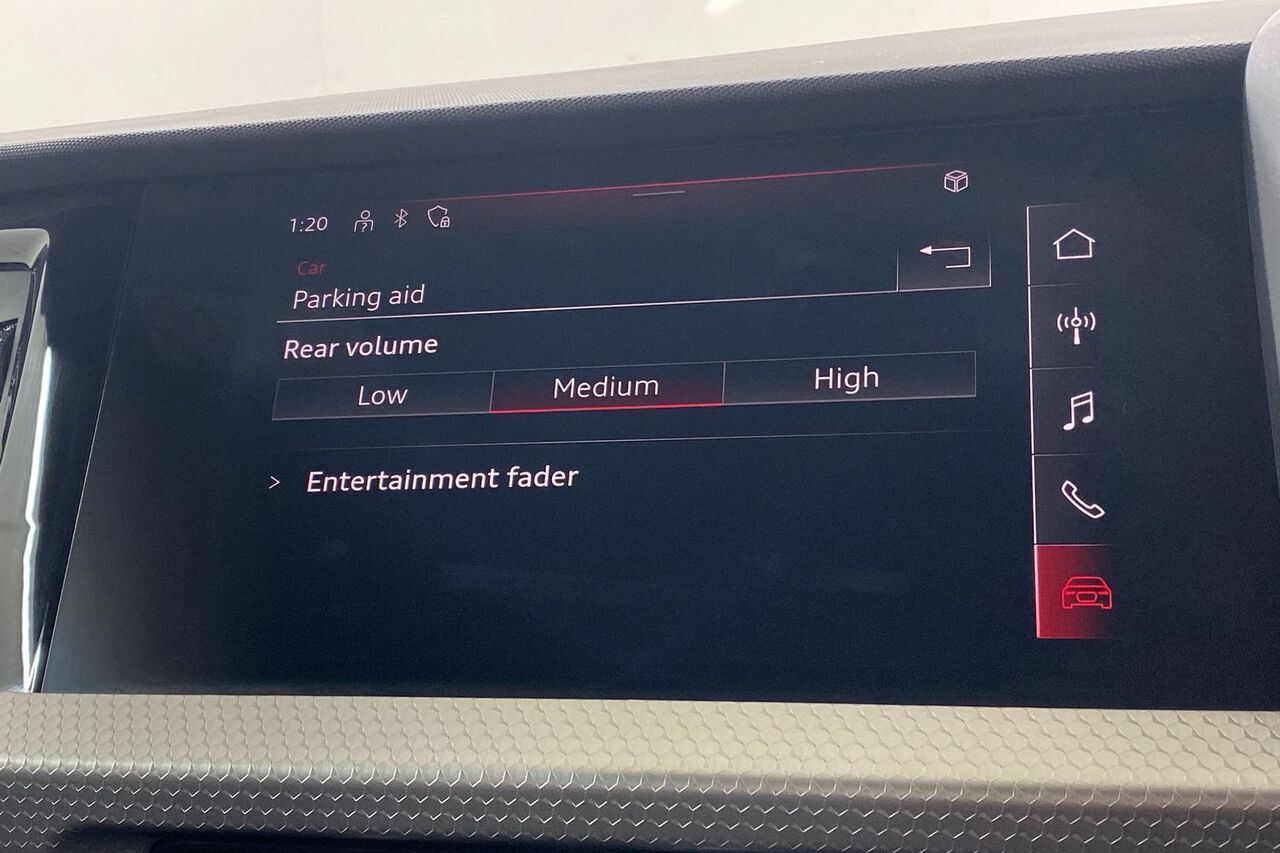 1:20
Car
Parking aid
Rear volume
Low Medium High
> Entertainment fader